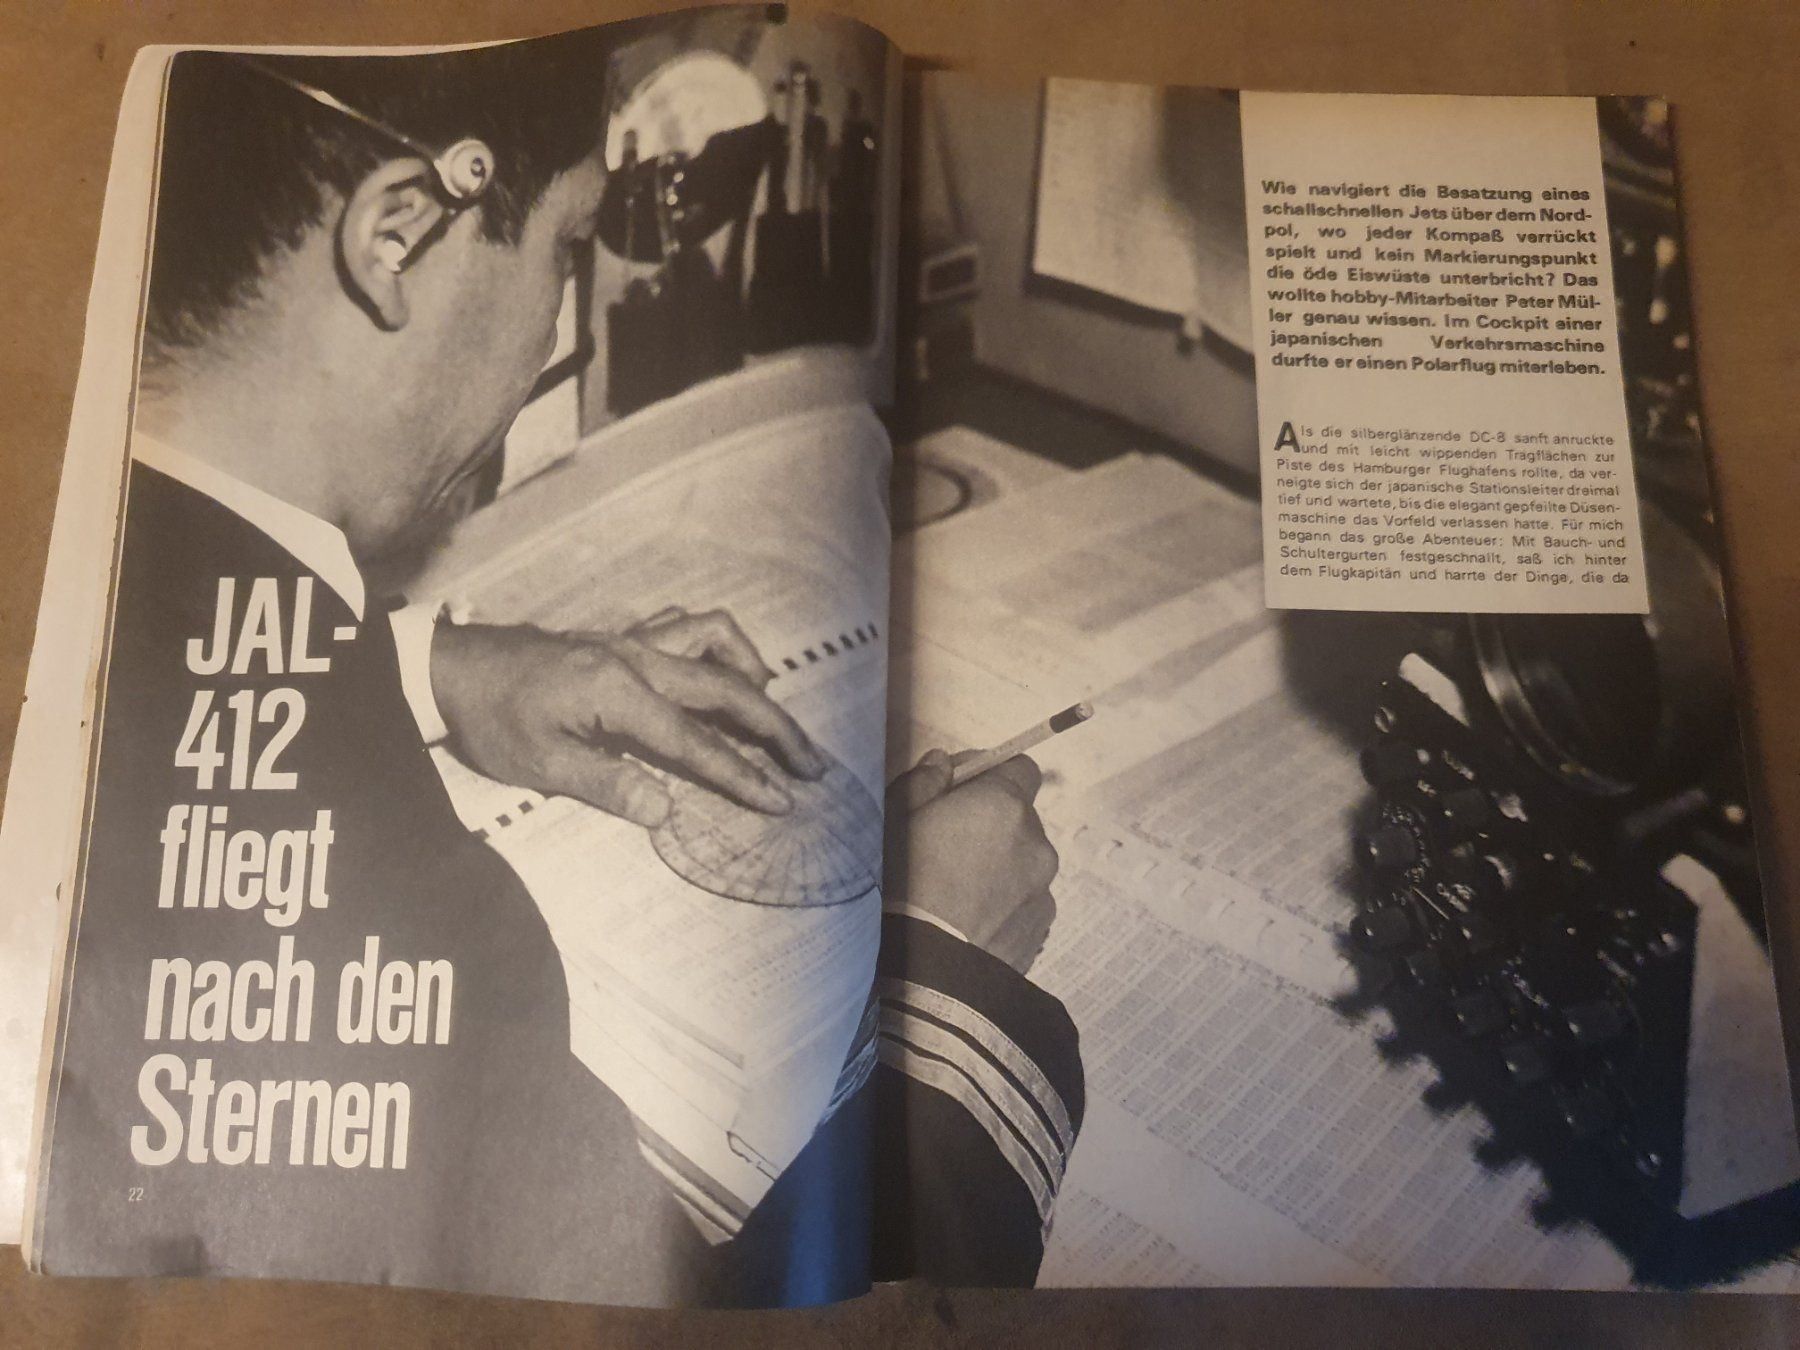 JAL-
412
fliegt
nach den
Sternen
22
Wie navigiert die Besatzung eines
schallschnellen Jets über dem Nord-
pol, wo jeder Kompaß verrückt
spielt und kein Markierungspunkt
die öde Eiswüste unterbricht? Das
wollte hobby-Mitarbeiter Peter Mül-
ler genau wissen. Im Cockpit einer
japanischen Verkehrsmaschine
durfte er einen Polarflug miterleben.
Als die silberglänzende DC-8 sanft anruckte
und mit leicht wippenden Tragflächen zur
Piste des Hamburger Flughafens rollte, da ver-
neigte sich der japanische Stationsleiter dreimal
tief und wartete, bis die elegant gepfeilte Düsen-
maschine das Vorfeld verlassen hatte. Für mich
begann das große Abenteuer: Mit Bauch- und
Schultergurten festgeschnallt, saß ich hinter
dem Flugkapitän und harrte der Dinge, die da